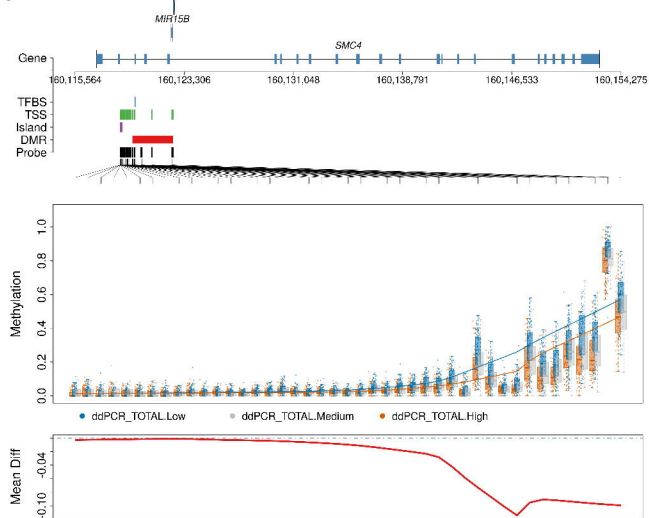 MIR15B
SMC4
Gene
160,115,564 160,123,306 160,131,048 160,138,791 160,146,533 160,154,275
TFBS
TSS
Island
DMR
Probe
Methylation
1.0
0.8
0.6
0.4
0.2
0.0
ddPCR_TOTAL.Low ddPCR_TOTAL.Medium ddPCR_TOTAL.High
Mean Diff
-0.04
-0.10